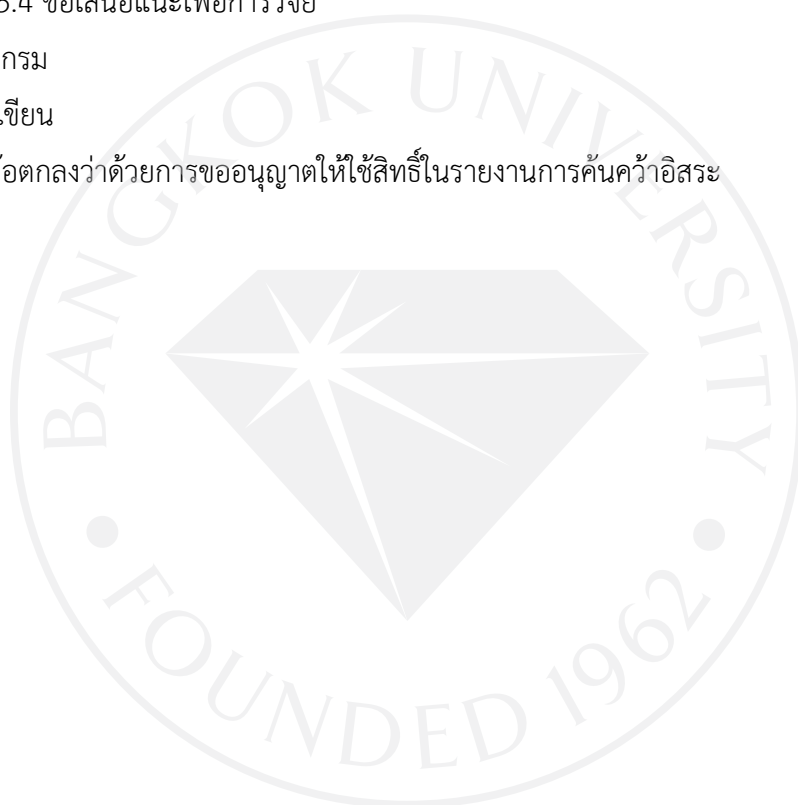 5.4 ข้อเสนอแนะเพื่อการวิจัย
กรม
เขียน
ตกลงว่าด้วยการขออนุญาตให้ใช้สิทธิ์ในรายงานการค้นคว้าอิสระ
BANGKOK UNIVERSITY
• FOUNDED 1962 •